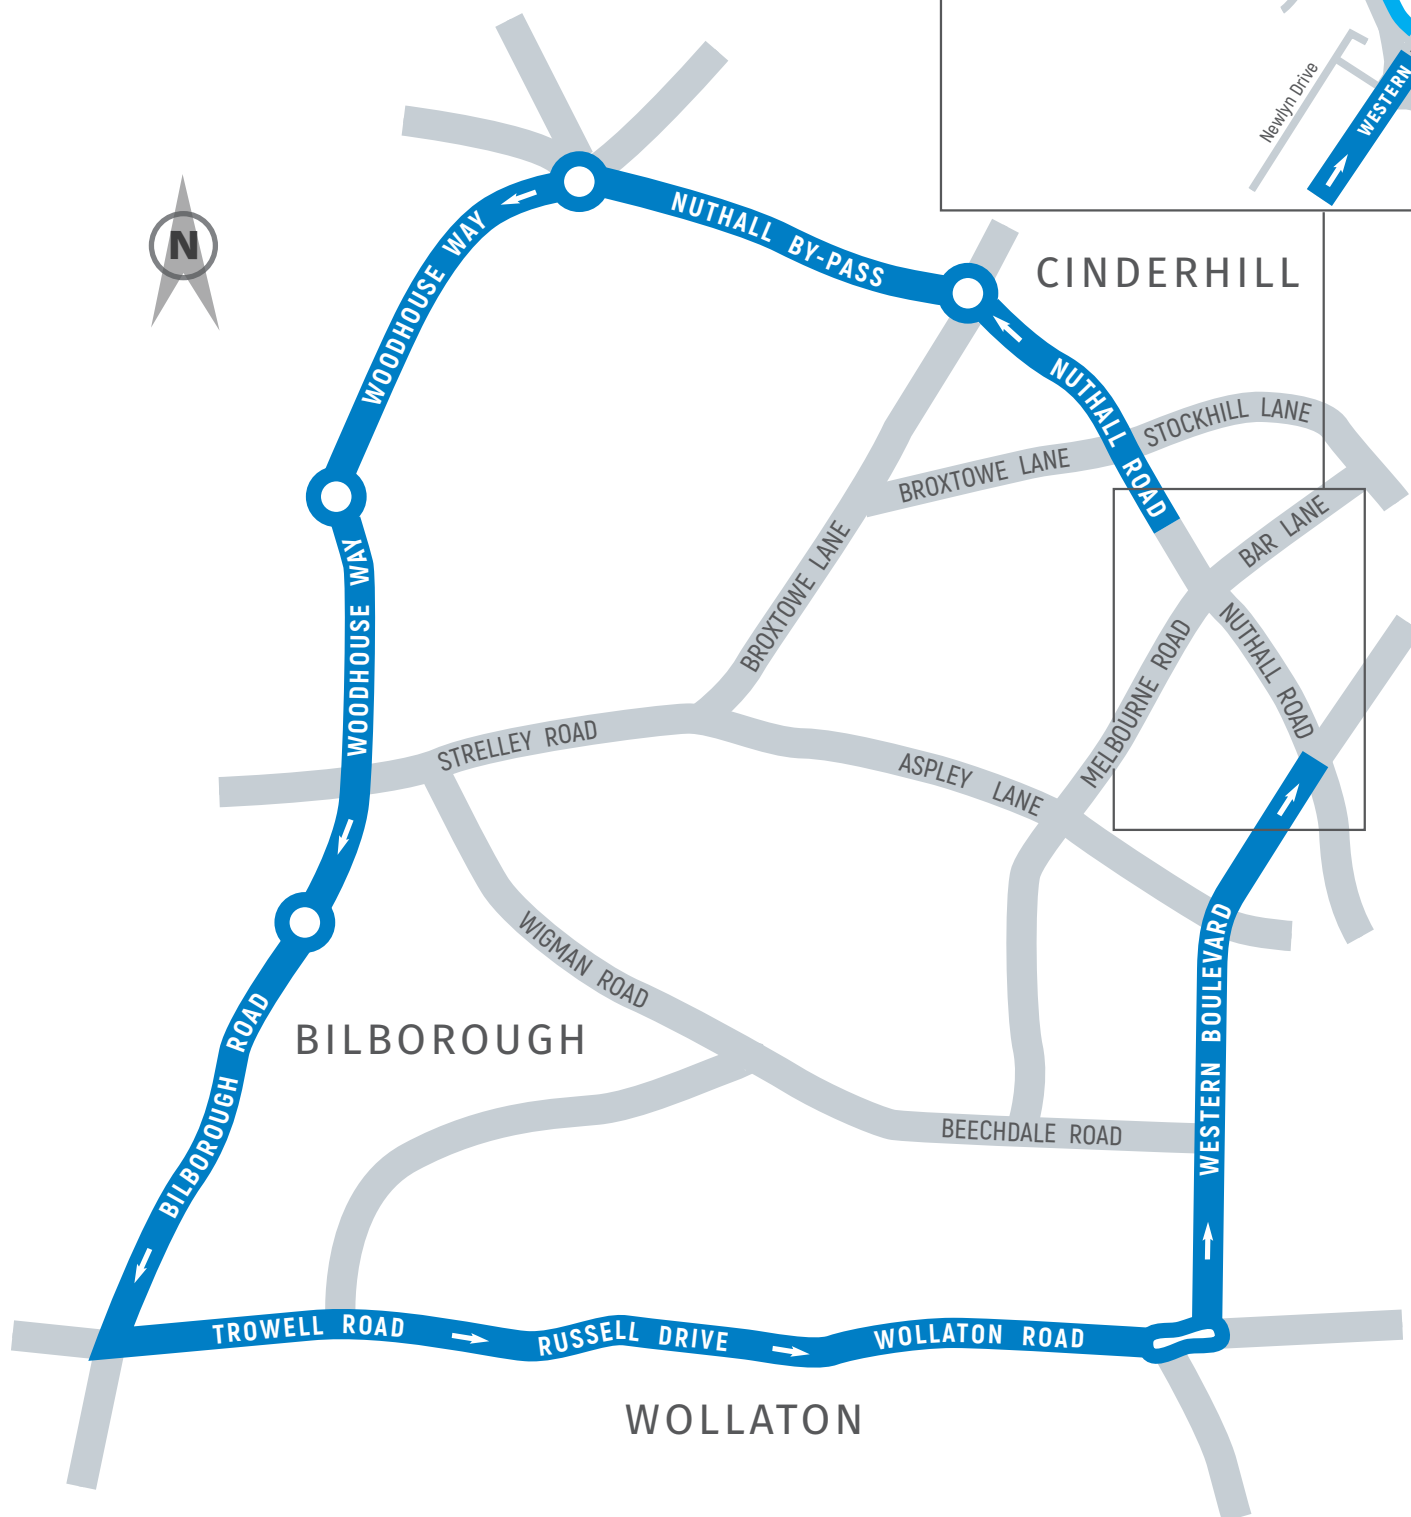 Newlyn Drive
WESTERN
N
NUTHALL BY-PASS
WOODHOUSE WAY
CINDERHILL
NUTHALL ROAD
STOCKHILL LANE
BROXTOWE LANE
BAR LANE
BROXTOWE LANE
WOODHOUSE WAY
NUTHALL ROAD
MELBOURNE ROAD
STRELLEY ROAD
ASPLEY LANE
WIGMAN ROAD
WESTERN BOULEVARD
BILBOROUGH ROAD
BILBOROUGH
BEECHDALE ROAD
TROWELL ROAD
RUSSELL DRIVE
WOLLATON ROAD
WOLLATON